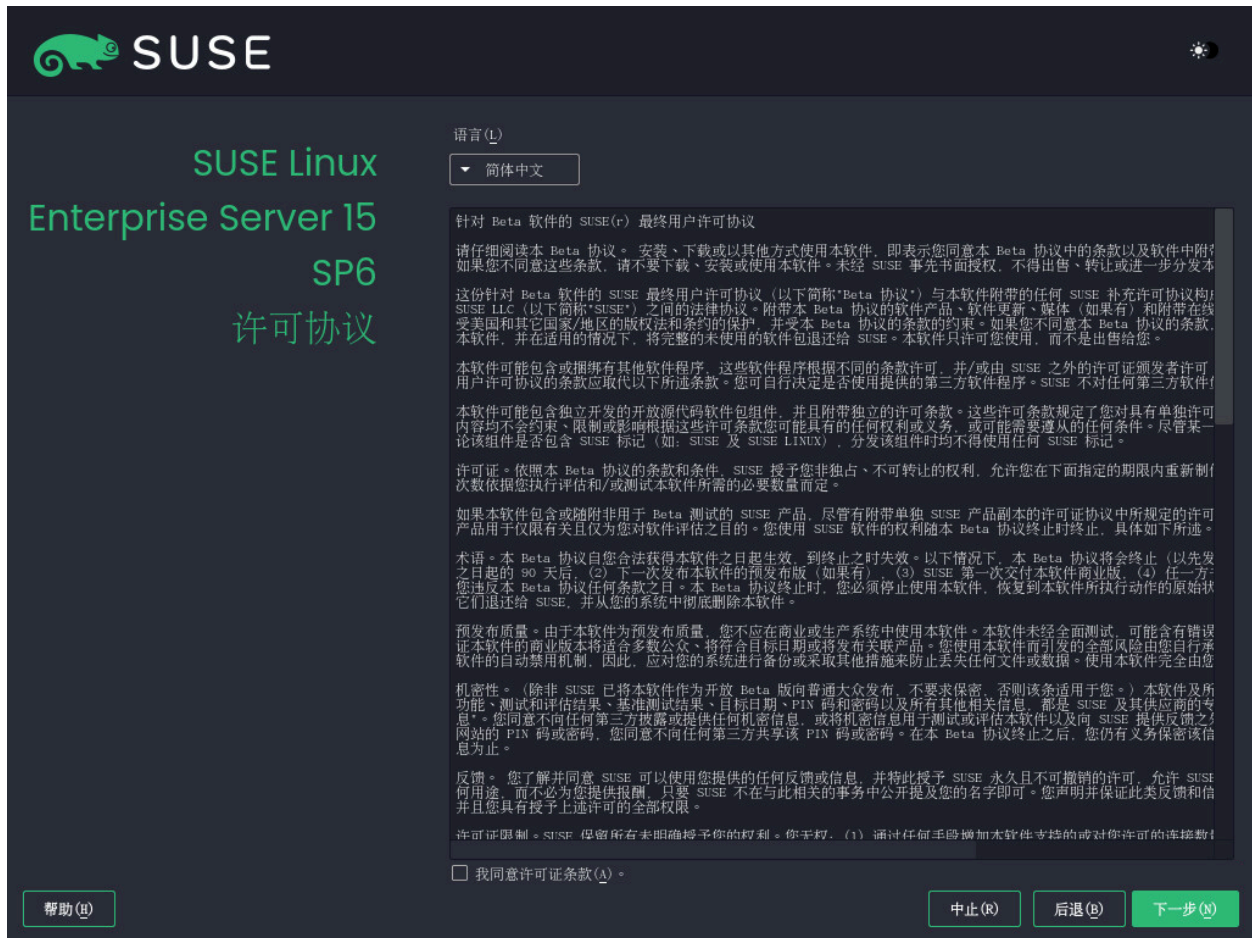 SUSE
语言(L)
SUSE Linux
Enterprise Server 15
SP6
许可协议
简体中文
针对 Beta 软件的 SUSE(r) 最终用户许可协议
请仔细阅读本 Beta 协议。 安装、下载或以其他方式使用本软件，即表示您同意本 Beta 协议中的条款以及软件中附
如果您不同意这些条款，请不要下载、安装或使用本软件。未经 SUSE 事先书面授权，不得出售、转让或进一步分发本
这份针对 Beta 软件的 SUSE 最终用户许可协议（以下简称"Beta 协议"）与本软件附带的任何 SUSE 补充许可协议构
SUSE LLC（以下简称"SUSE"）之间的法律协议。附带本 Beta 协议的软件产品、软件更新、媒体（如果有）和附带在线
受美国和其它国家/地区的版权法和条约的保护，并受本 Beta 协议的条款的约束。如果您不同意本 Beta 协议的条款，
本软件，并在适用的情况下，将完整的未使用的软件包退还给 SUSE。本软件只许可您使用，而不是出售给您。
本软件可能包含或捆绑有其他软件程序，这些软件程序根据不同的条款许可，并/或由 SUSE 之外的许可证颁发者许可
用户许可协议的条款应取代以下所述条款。您可自行决定是否使用提供的第三方软件程序。SUSE 不对任何第三方软件
本软件可能包含独立开发的开放源代码软件包组件，并且附带独立的许可条款。这些许可条款规定了您对具有单独许可
内容均不会约束、限制或影响根据这些许可条款您可能具有的任何权利或义务，或可能需要遵从的任何条件。尽管某一
论该组件是否包含 SUSE 标记（如：SUSE 及 SUSE LINUX），分发该组件时均不得使用任何 SUSE 标记。
许可证。依照本 Beta 协议的条款和条件，SUSE 授予您非独占、不可转让的权利，允许您在下面指定的期限内重新制
次数依据您执行评估和/或测试本软件所需的必要数量而定。
如果本软件包含或随附非用于 Beta 测试的 SUSE 产品，尽管有附带单独 SUSE 产品副本的许可证协议中所规定的许可
产品用于仅限有关且仅为您对软件评估之目的。您使用 SUSE 软件的权利随本 Beta 协议终止时终止，具体如下所述。
术语。本 Beta 协议自您合法获得本软件之日起生效，到终止之时失效。以下情况下，本 Beta 协议将会终止（以先发
之日起的 90 天后，(2) 下一次发布本软件的预发布版（如果有），(3) SUSE 第一次交付本软件商业版，(4) 任一方
您违反本 Beta 协议任何条款之日。本 Beta 协议终止时，您必须停止使用本软件，恢复到本软件所执行动作的原始状
它们退还给 SUSE，并从您的系统中彻底删除本软件。
预发布质量。由于本软件为预发布质量，您不应在商业或生产系统中使用本软件。本软件未经全面测试，可能含有错误
证本软件的商业版本将适合多数公众、将符合目标日期或将发布关联产品。您使用本软件而引发的全部风险由您自行承
软件的自动禁用机制，因此，应对您的系统进行备份或采取其他措施来防止丢失任何文件或数据。使用本软件完全由您
机密性。（除非 SUSE 已将本软件作为开放 Beta 版向普通大众发布，不要求保密，否则该条适用于您。）本软件及所
功能、测试和评估结果、基准测试结果、目标日期、PIN 码和密码以及所有其他相关信息，都是 SUSE 及其供应商的专
息"。您同意不向任何第三方披露或提供任何机密信息，或将机密信息用于测试或评估本软件以及向 SUSE 提供反馈之外
网站的 PIN 码或密码，您同意不向任何第三方共享该 PIN 码或密码。在本 Beta 协议终止之后，您仍有义务保密该信
息为止。
反馈。 您了解并同意 SUSE 可以使用您提供的任何反馈或信息，并特此授予 SUSE 永久且不可撤销的许可，允许 SUSE
何用途，而不必为您提供报酬，只要 SUSE 不在与此相关的事务中公开提及您的名字即可。您声明并保证此类反馈和信
并且您具有授予上述许可的全部权限。
许可证限制。SUSE 保留所有未明确授予您的权利。您无权：(1) 通过任何手段增加本软件支持的或对您许可的连接数
我同意许可证条款(A)。
帮助(H)
中止(R)
后退(B)
下一步(N)